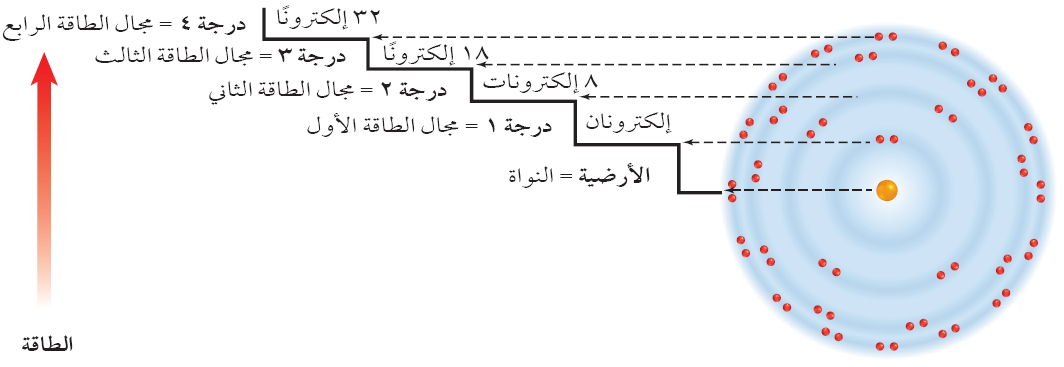 ٣٢ إلكترونًا
درجة ٤ = مجال الطاقة الرابع
١٨ إلكترونًا
درجة ٣ = مجال الطاقة الثالث
٨ إلكترونات
درجة ٢ = مجال الطاقة الثاني
إلكترونان
درجة ١ = مجال الطاقة الأول
الأرضية = النواة
الطاقة